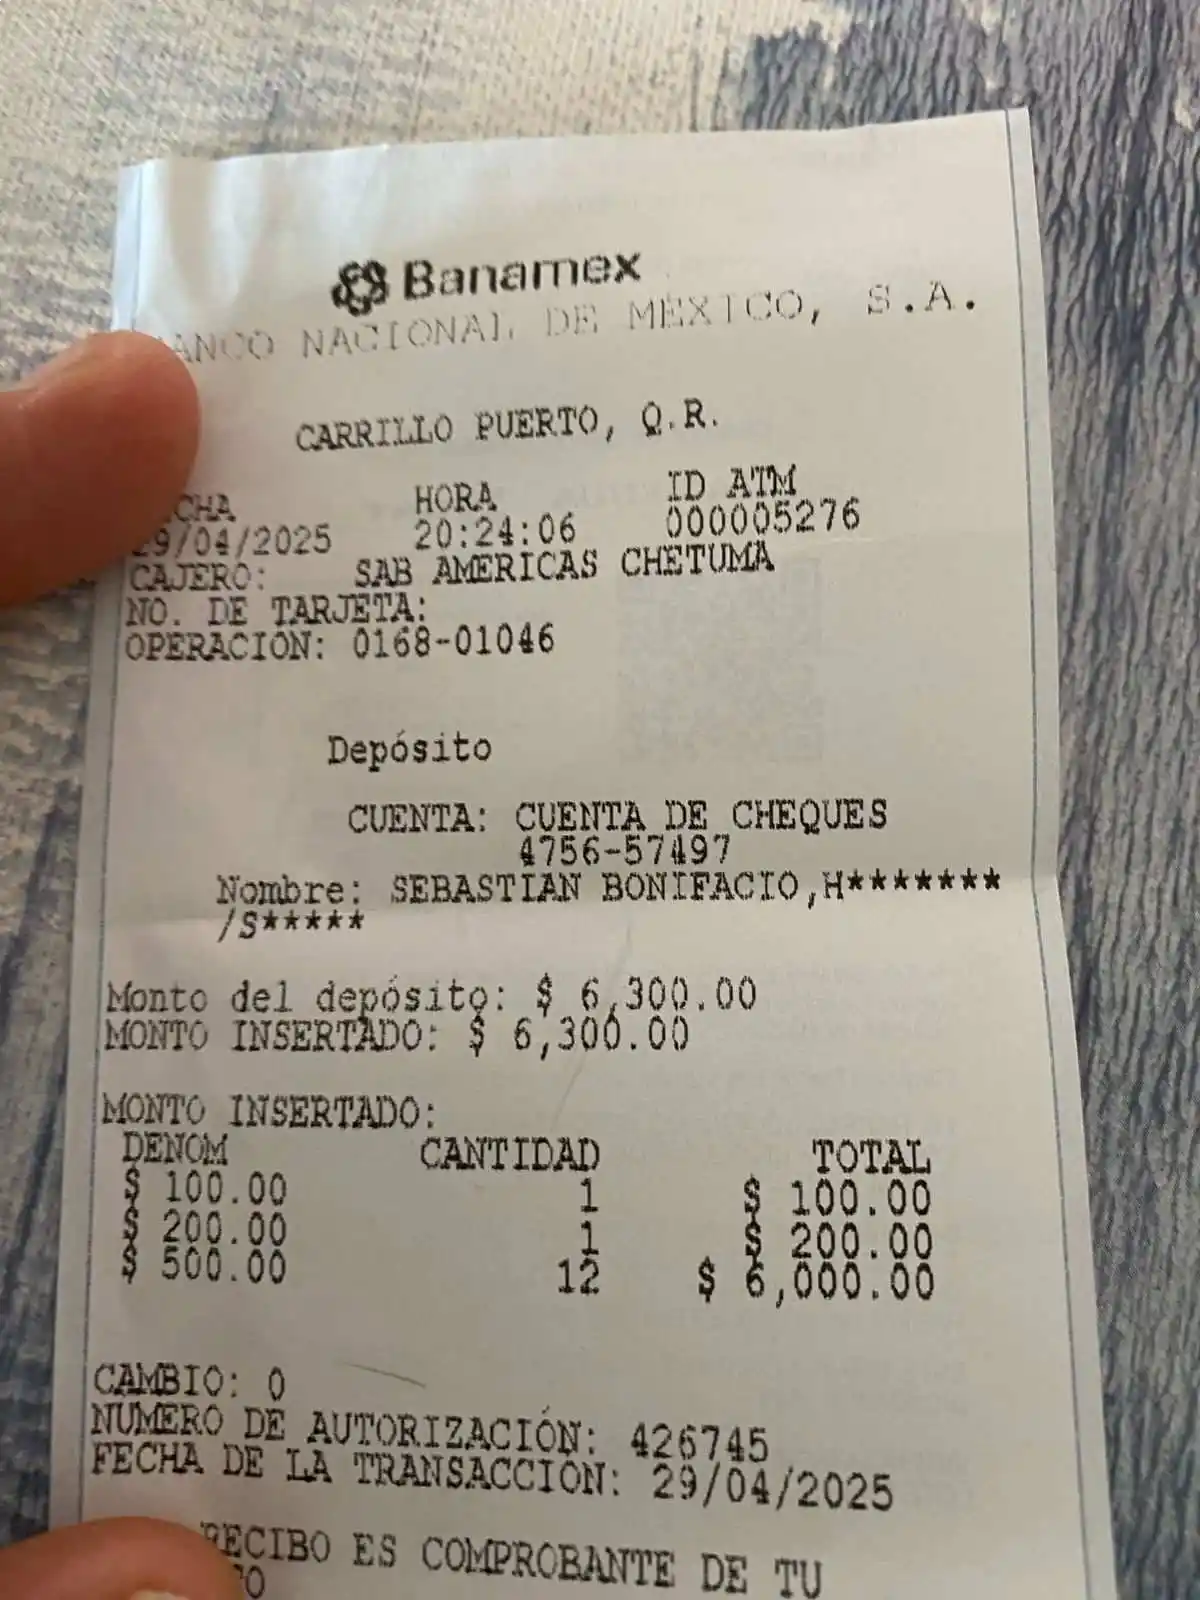 Banamex
BANCO NACIONAL DE MÉXICO, S.A.
CARRILLO PUERTO, Q.R.
HORA ID ATM
29/04/2025 20:24:06 000005276
CAJERO: SAB AMERICAS CHETUMA
NO. DE TARJETA:
OPERACIÓN: 0168-01046
Depósito
CUENTA: CUENTA DE CHEQUES
4756-57497
Nombre: SEBASTIAN BONIFACIO,H*******
/S*****
Monto del depósito: $ 6,300.00
MONTO INSERTADO: $ 6,300.00
MONTO INSERTADO:
DENOM CANTIDAD TOTAL
$ 100.00 1 $ 100.00
$ 200.00 1 $ 200.00
$ 500.00 12 $ 6,000.00
CAMBIO: 0
NUMERO DE AUTORIZACIÓN: 426745
FECHA DE LA TRANSACCIÓN: 29/04/2025
RECIBO ES COMPROBANTE DE TU